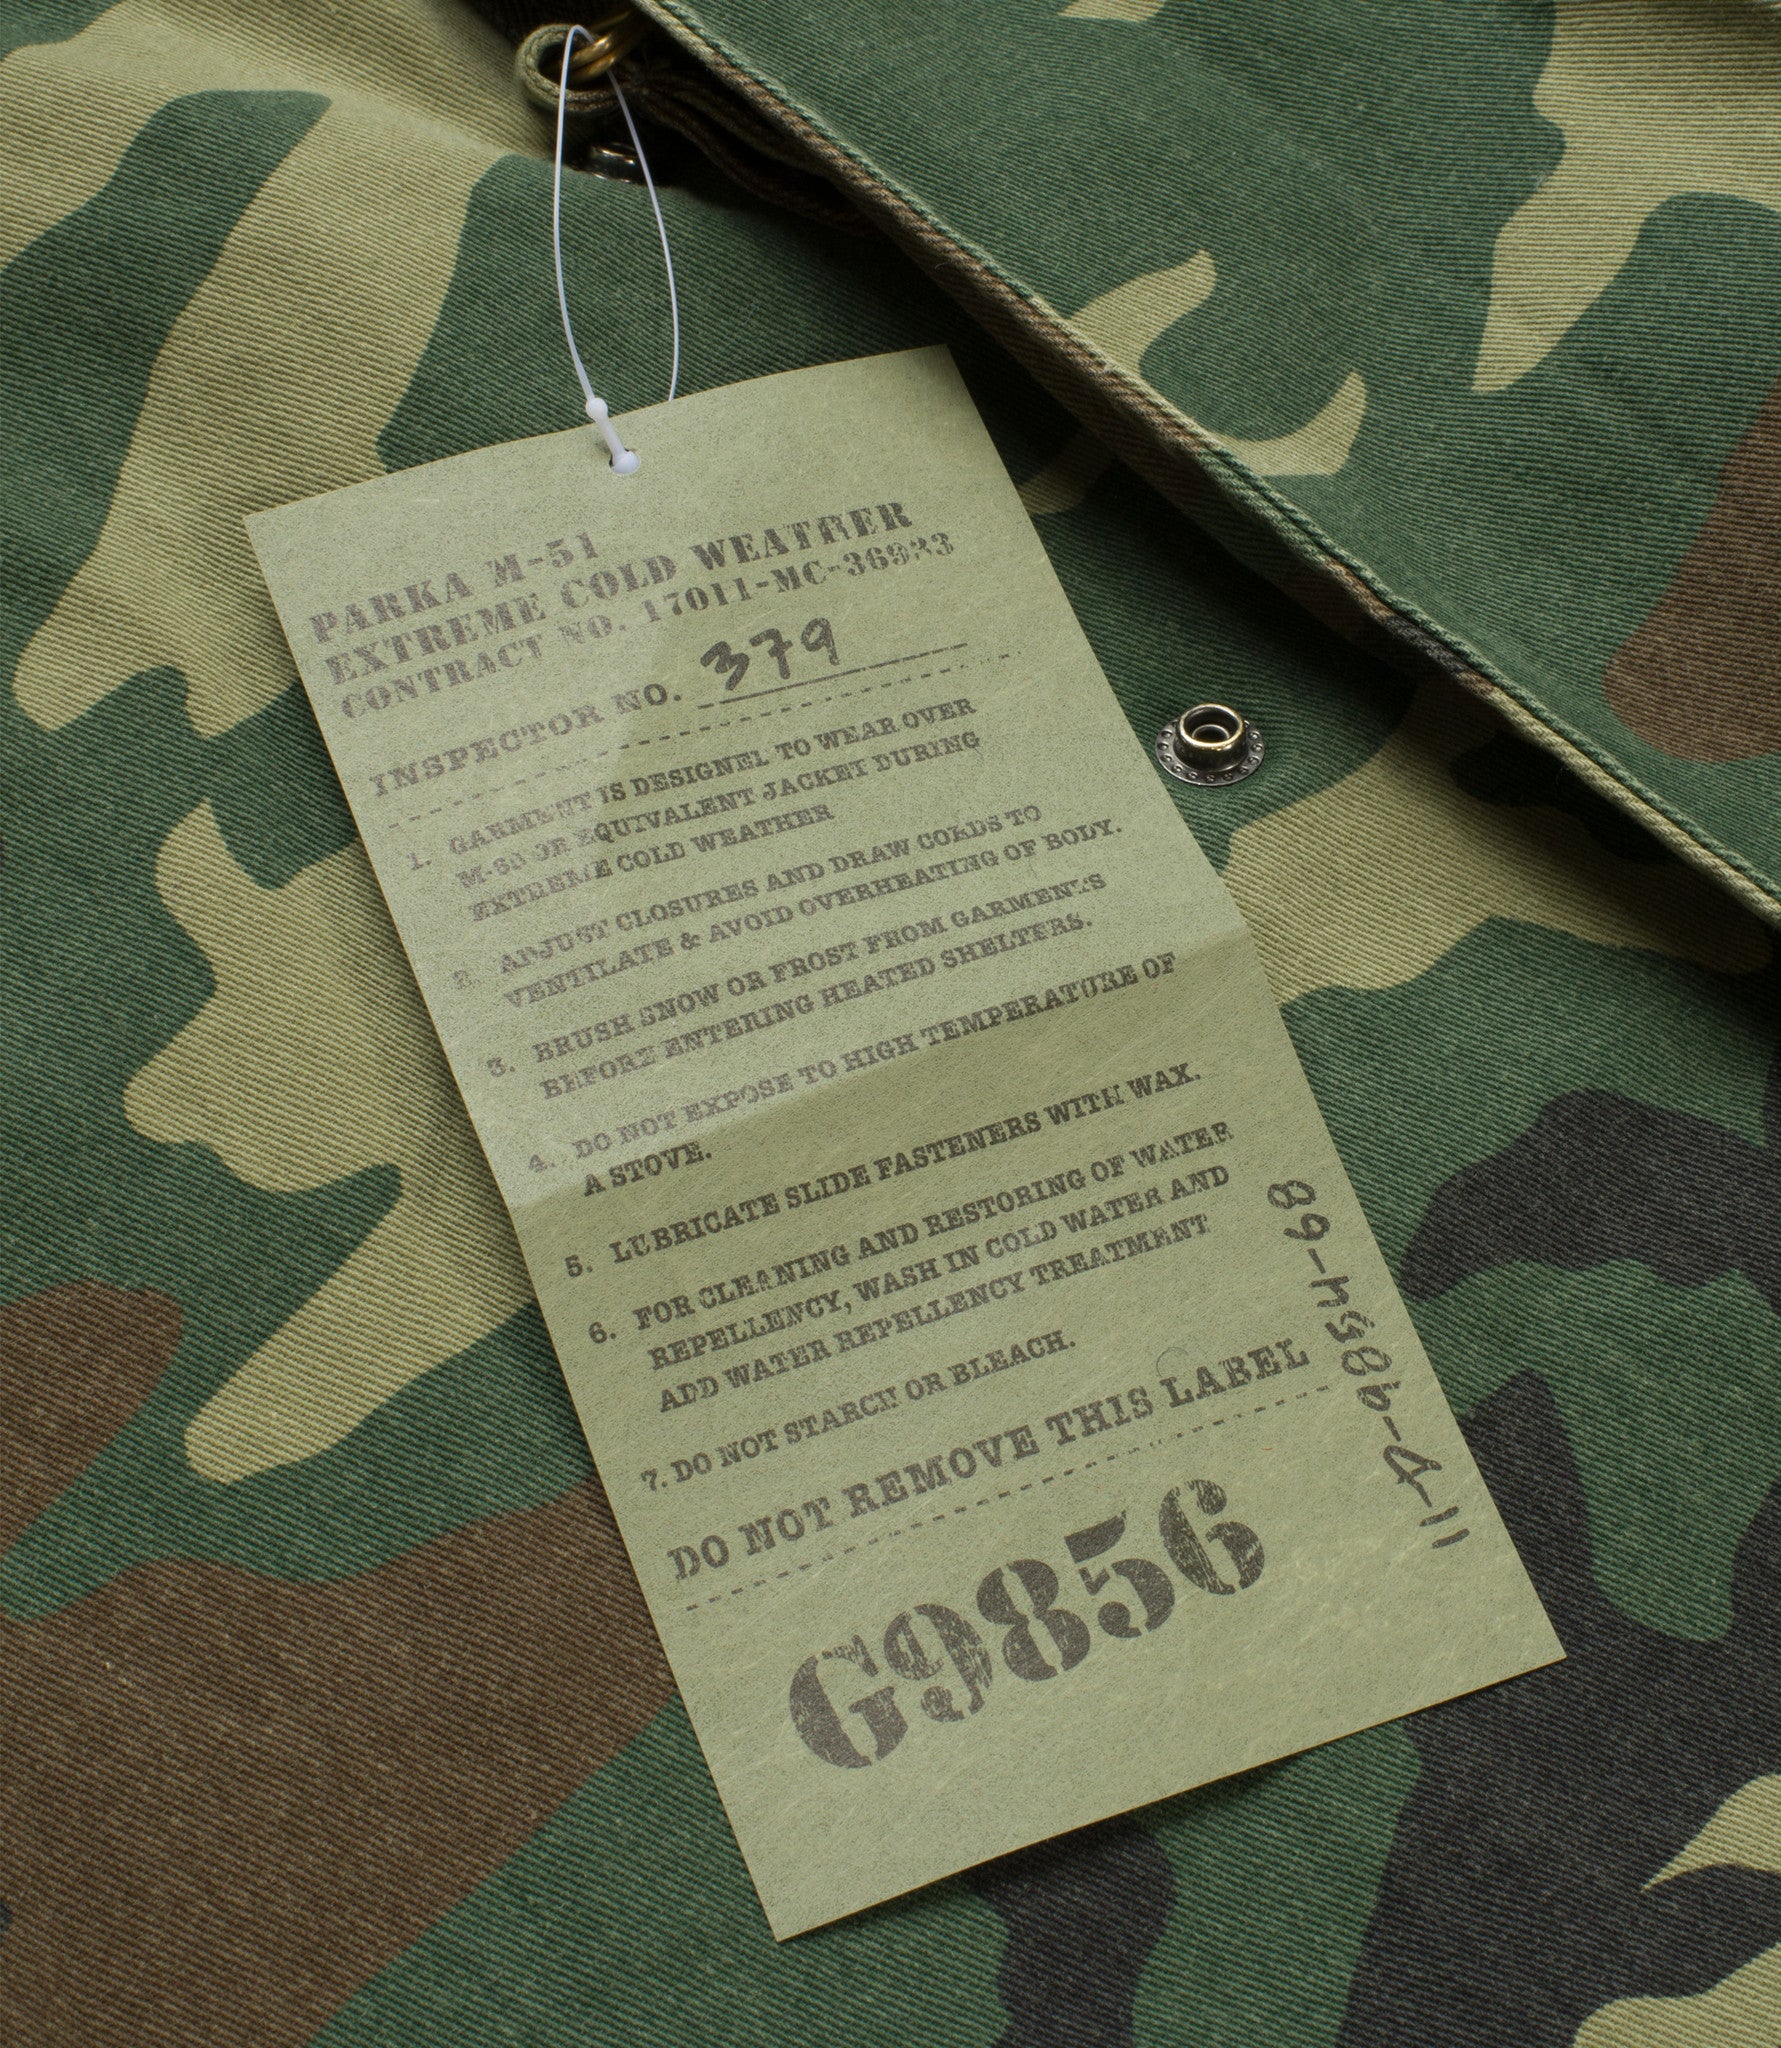 PARKA M-51
EXTREME COLD WEATHER
CONTRACT NO. 17011-MC-36933
INSPECTOR NO. 379
1. GARMENT IS DESIGNEL TO WEAR OVER
M-65 OR EQUIVALENT JACKET DURING
EXTREME COLD WEATHER
2. ADJUST CLOSURES AND DRAW CORDS TO
VENTILATE & AVOID OVERHEATING OF BODY.
3. BRUSH SNOW OR FROST FROM GARMENTS
BEFORE ENTERING HEATED SHELTERS.
4. DO NOT EXPOSE TO HIGH TEMPERATURE OF
A STOVE.
5. LUBRICATE SLIDE FASTENERS WITH WAX.
6. FOR CLEANING AND RESTORING OF WATER
REPELLENCY, WASH IN COLD WATER AND
ADD WATER REPELLENCY TREATMENT
7. DO NOT STARCH OR BLEACH.
DO NOT REMOVE THIS LABEL
G9856